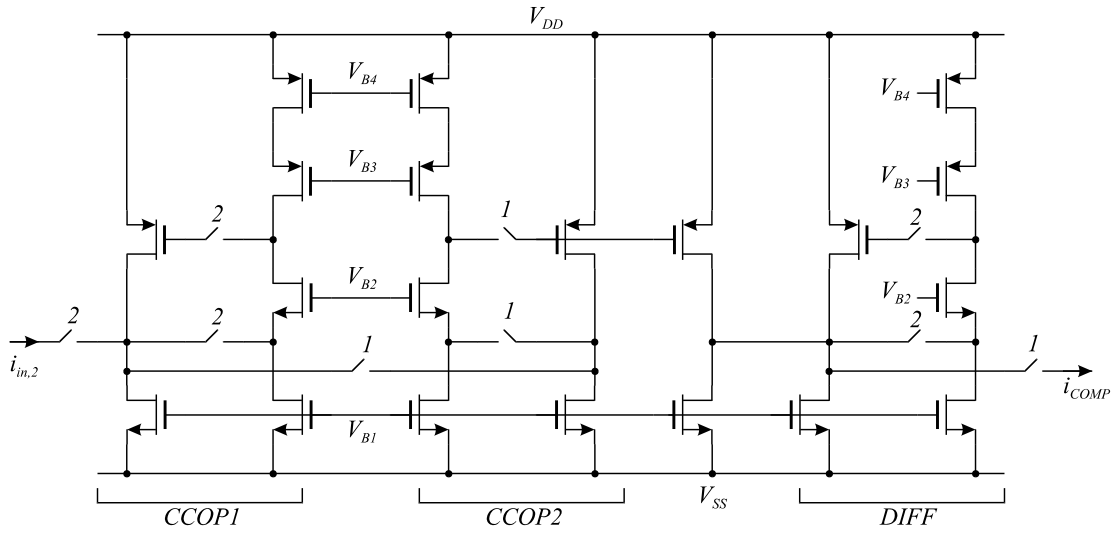 V_DD
V_B4 V_B4
V_B3 V_B3
2 1 2
V_B2 V_B2
2 2 1 2
1 1
i_in,2 i_COMP
V_B1
V_SS
CCOP1 CCOP2 DIFF